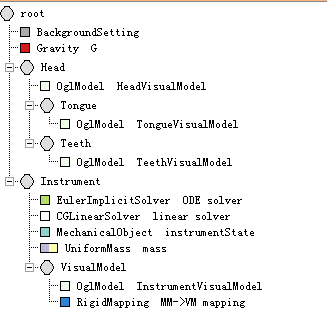 root
BackgroundSetting
Gravity G
Head
OglModel HeadVisualModel
Tongue
OglModel TongueVisualModel
Teeth
OglModel TeethVisualModel
Instrument
EulerImplicitSolver ODE solver
CGLinearSolver linear solver
MechanicalObject instrumentState
UniformMass mass
VisualModel
OglModel InstrumentVisualModel
RigidMapping MM->VM mapping